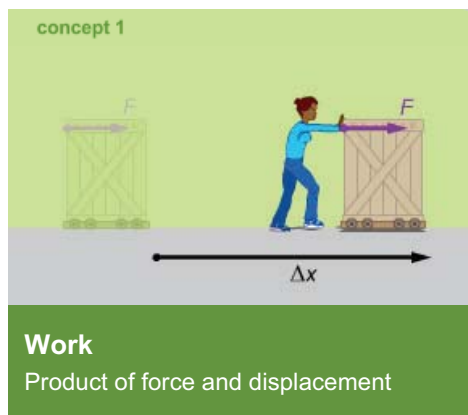 concept 1
F
F
Δx
Work
Product of force and displacement